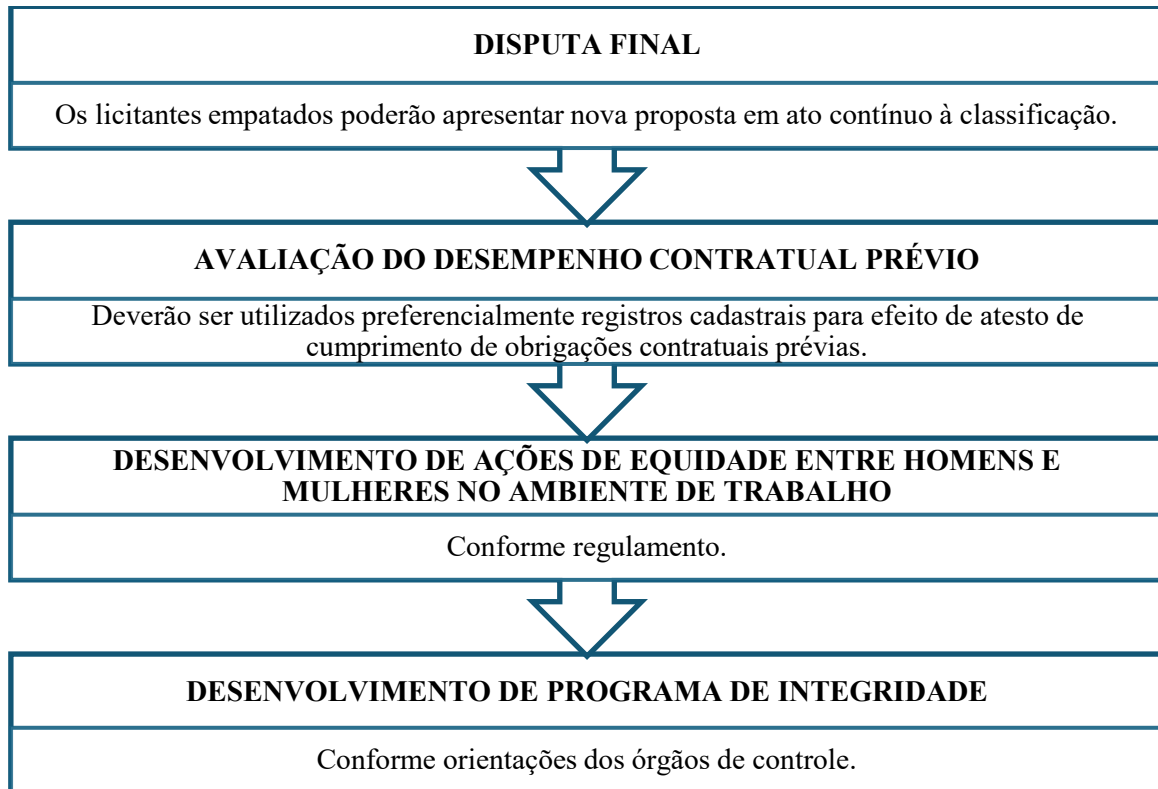 DISPUTA FINAL
Os licitantes empatados poderão apresentar nova proposta em ato contínuo à classificação.
AVALIAÇÃO DO DESEMPENHO CONTRATUAL PRÉVIO
Deverão ser utilizados preferencialmente registros cadastrais para efeito de atesto de
cumprimento de obrigações contratuais prévias.
DESENVOLVIMENTO DE AÇÕES DE EQUIDADE ENTRE HOMENS E
MULHERES NO AMBIENTE DE TRABALHO
Conforme regulamento.
DESENVOLVIMENTO DE PROGRAMA DE INTEGRIDADE
Conforme orientações dos órgãos de controle.